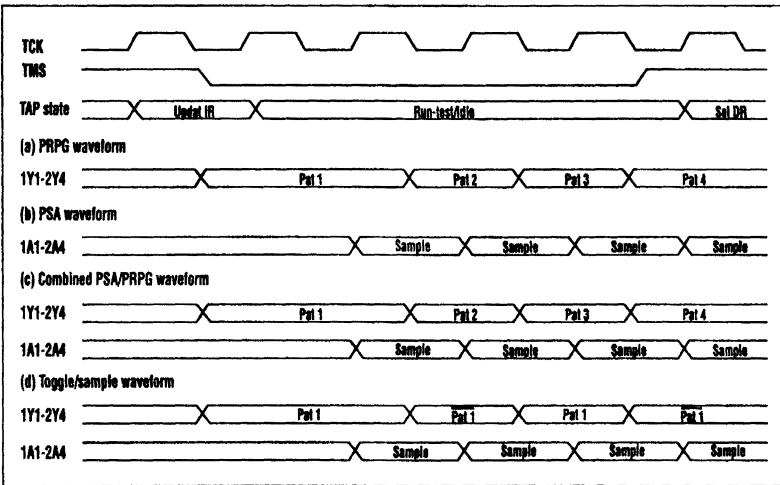 TCK
TMS
TAP state Updat IR Run-test/idle Sel DR
(a) PRPG waveform
1Y1-2Y4 Pat 1 Pat 2 Pat 3 Pat 4
(b) PSA waveform
1A1-2A4 Sample Sample Sample Sample
(c) Combined PSA/PRPG waveform
1Y1-2Y4 Pat 1 Pat 2 Pat 3 Pat 4
1A1-2A4 Sample Sample Sample Sample
(d) Toggle/sample waveform
1Y1-2Y4 Pat 1 P̅a̅t̅ 1 Pat 1 P̅a̅t̅ 1
1A1-2A4 Sample Sample Sample Sample